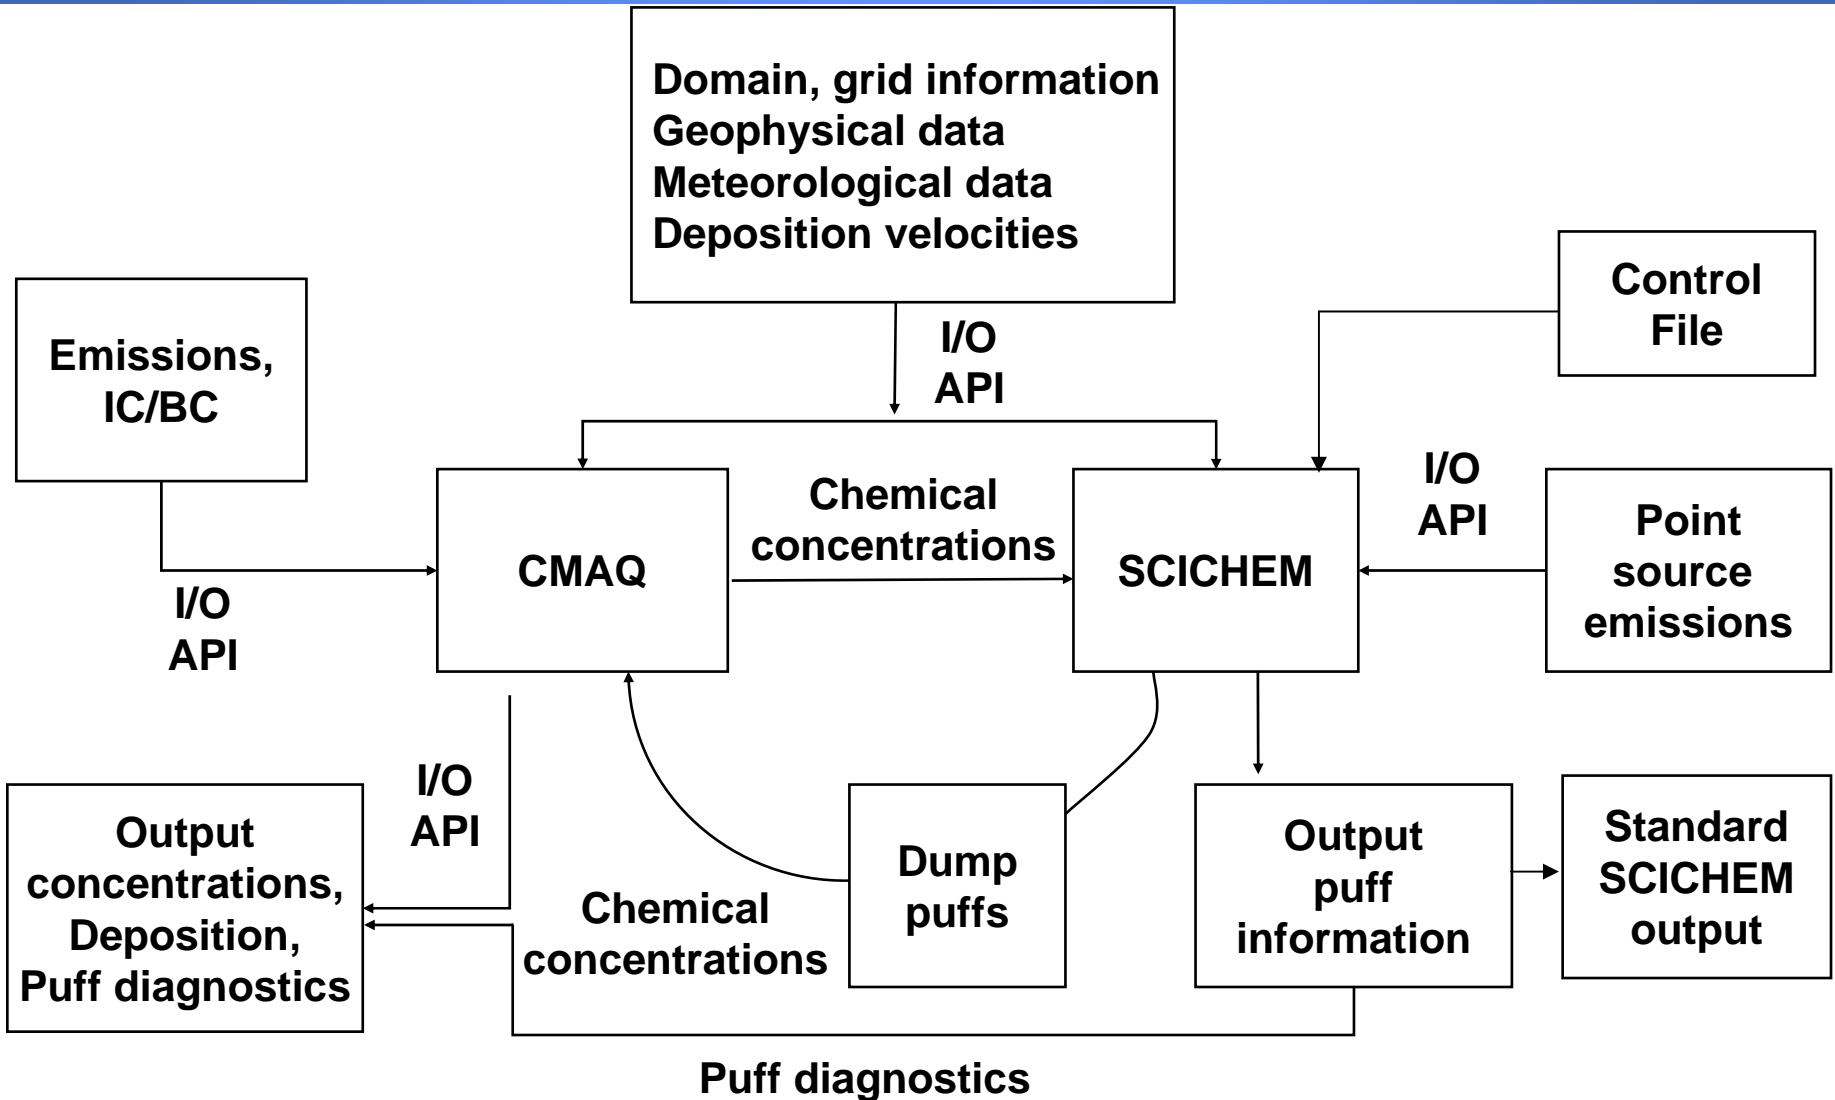 Domain, grid information
Geophysical data
Meteorological data
Deposition velocities
Control
File
I/O
API
Emissions,
IC/BC
I/O
API
Chemical
concentrations
CMAQ
SCICHEM
Point
source
emissions
I/O
API
I/O
API
Output
concentrations,
Deposition,
Puff diagnostics
Chemical
concentrations
Dump
puffs
Output
puff
information
Standard
SCICHEM
output
Puff diagnostics